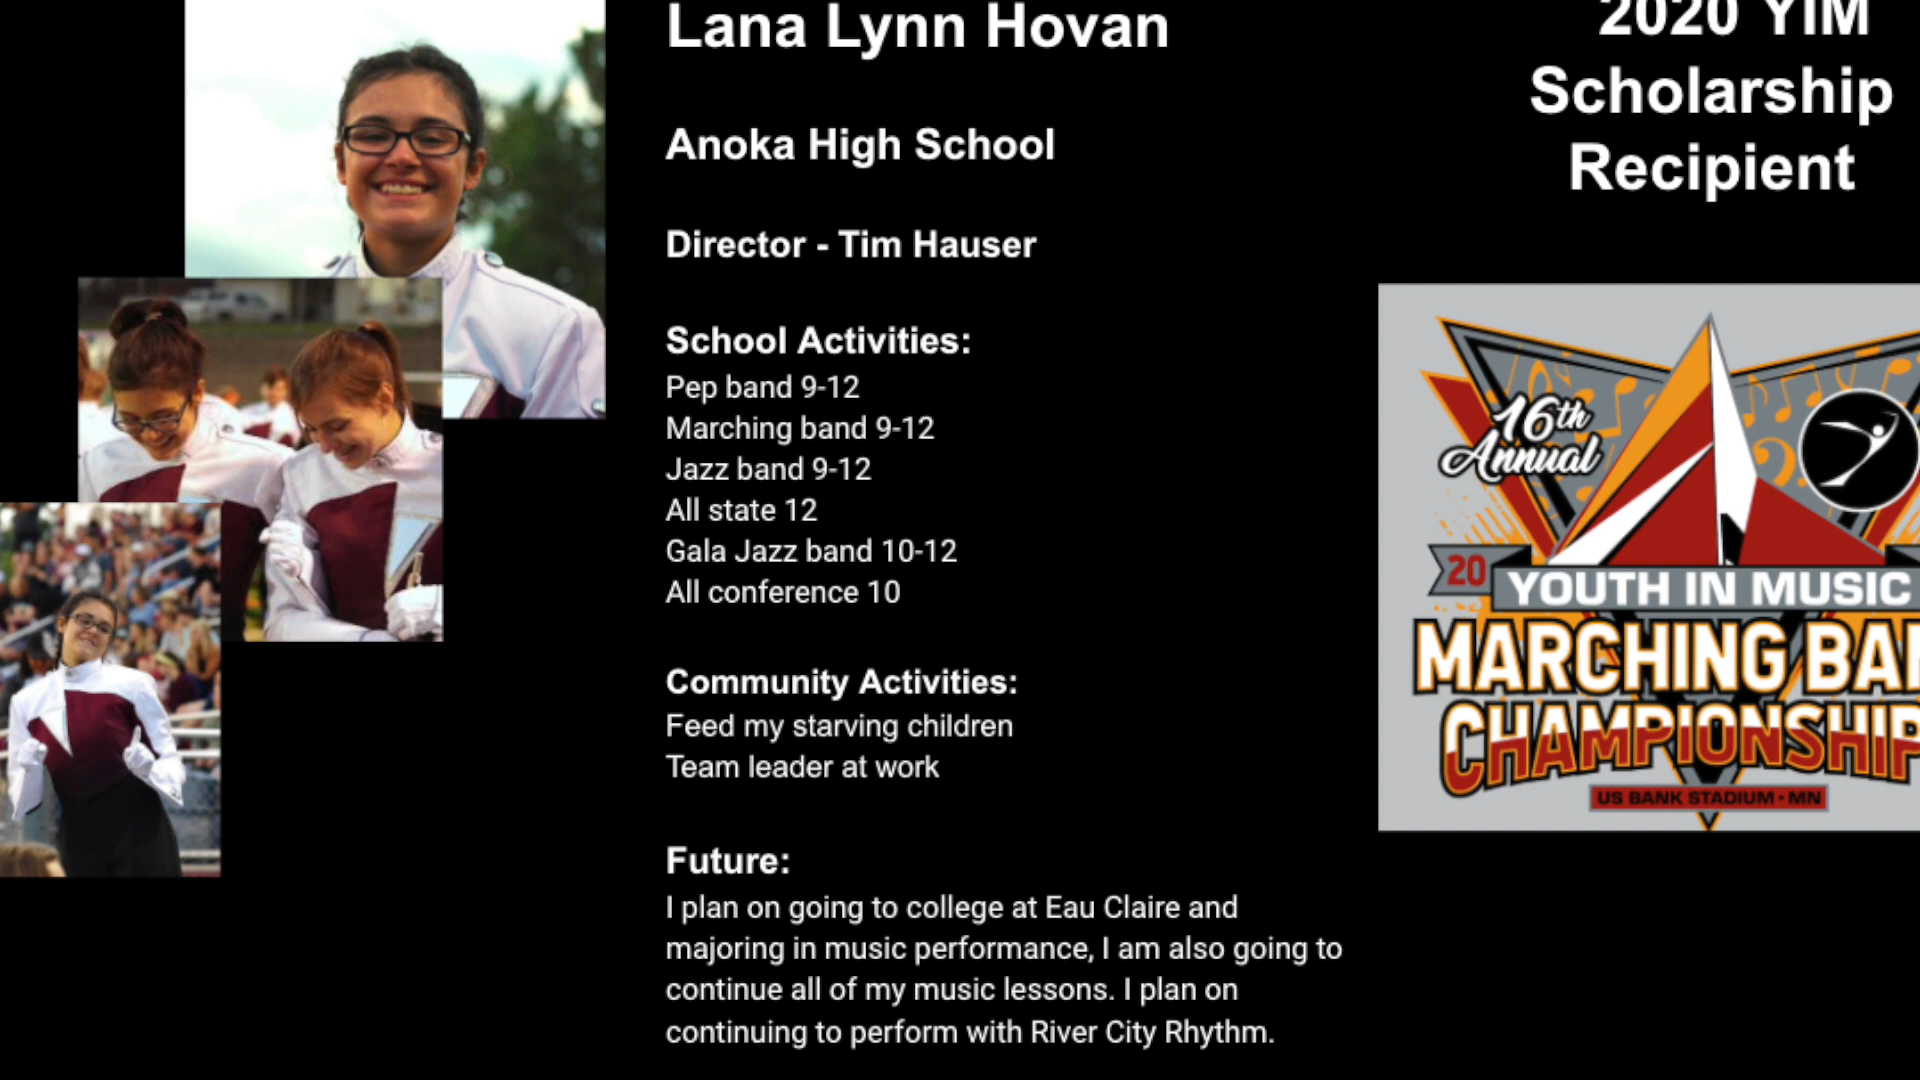 Lana Lynn Hovan
Anoka High School
Director - Tim Hauser
School Activities:
Pep band 9-12
Marching band 9-12
Jazz band 9-12
All state 12
Gala Jazz band 10-12
All conference 10
Community Activities:
Feed my starving children
Team leader at work
Future:
I plan on going to college at Eau Claire and
majoring in music performance, I am also going to
continue all of my music lessons. I plan on
continuing to perform with River City Rhythm.
2020 YIM
Scholarship
Recipient
16th
Annual
20
YOUTH IN MUSIC
MARCHING BAN
CHAMPIONSHIP
US BANK STADIUM • MN